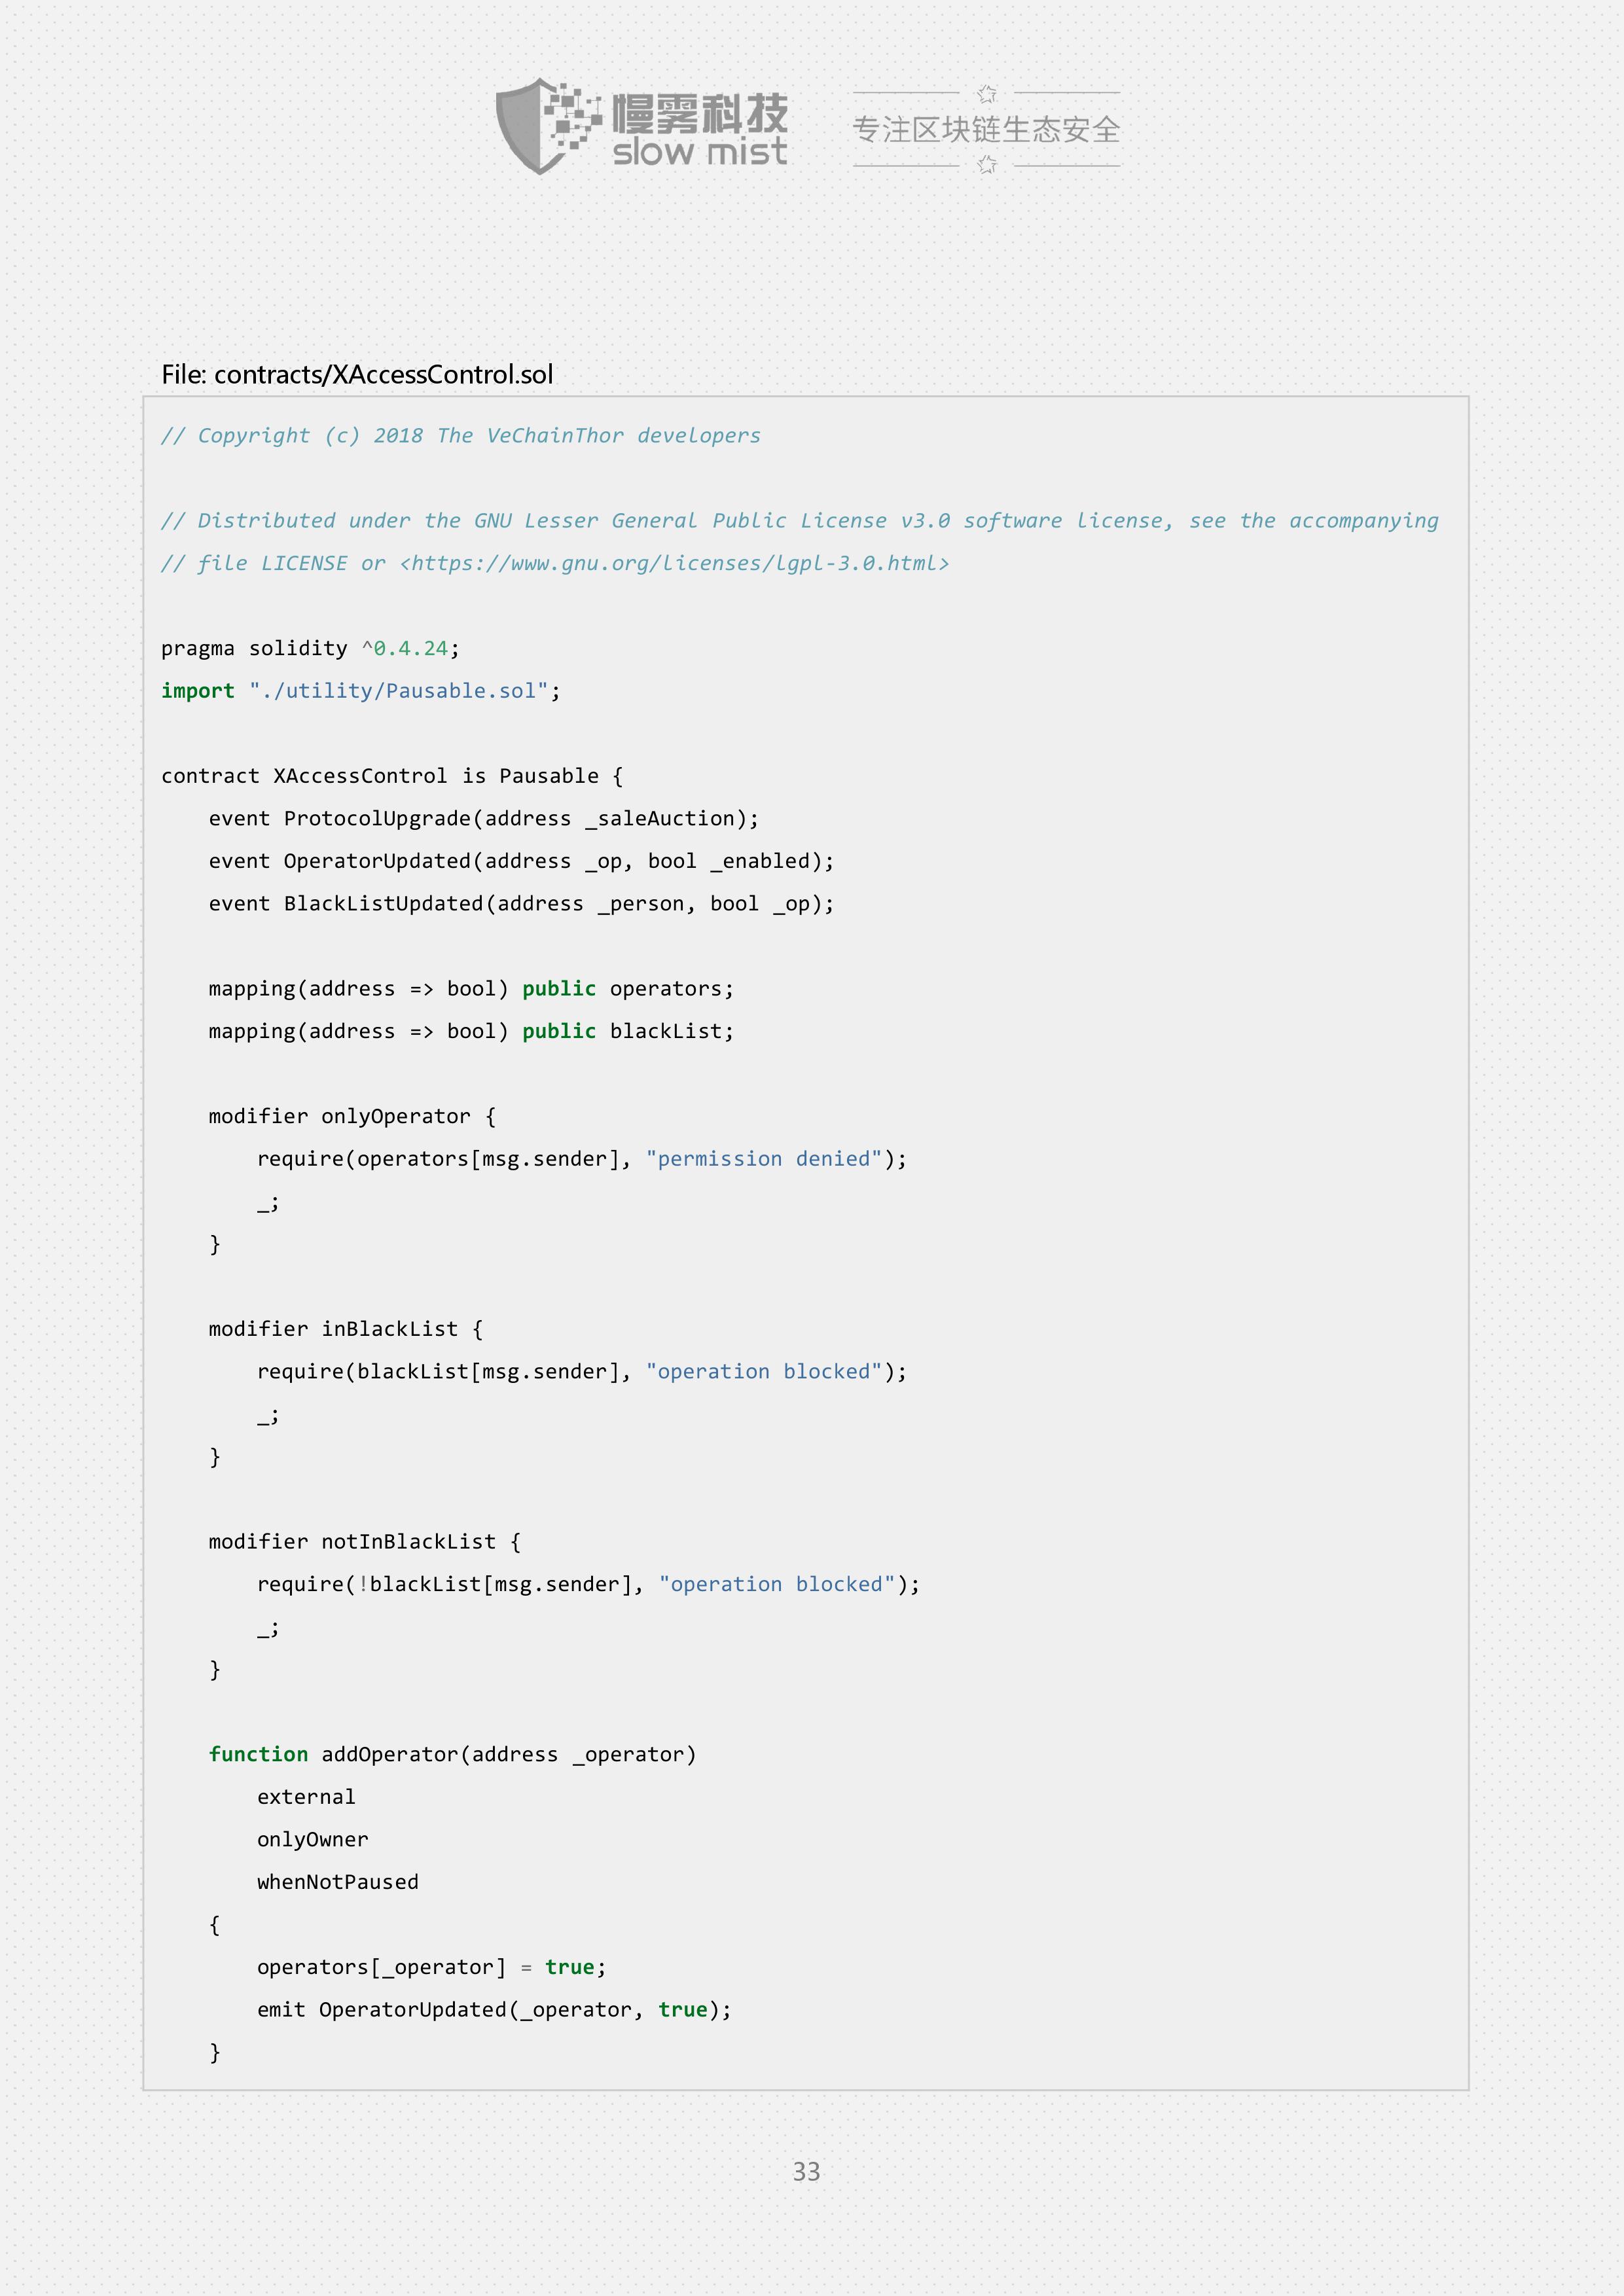 慢雾科技
slow mist
专注区块链生态安全
File: contracts/XAccessControl.sol
// Copyright (c) 2018 The VeChainThor developers
// Distributed under the GNU Lesser General Public License v3.0 software license, see the accompanying
// file LICENSE or <https://www.gnu.org/licenses/lgpl-3.0.html>
pragma solidity ^0.4.24;
import "./utility/Pausable.sol";
contract XAccessControl is Pausable {
    event ProtocolUpgrade(address _saleAuction);
    event OperatorUpdated(address _op, bool _enabled);
    event BlackListUpdated(address _person, bool _op);
    mapping(address => bool) public operators;
    mapping(address => bool) public blackList;
    modifier onlyOperator {
        require(operators[msg.sender], "permission denied");
        _;
    }
    modifier inBlackList {
        require(blackList[msg.sender], "operation blocked");
        _;
    }
    modifier notInBlackList {
        require(!blackList[msg.sender], "operation blocked");
        _;
    }
    function addOperator(address _operator)
        external
        onlyOwner
        whenNotPaused
    {
        operators[_operator] = true;
        emit OperatorUpdated(_operator, true);
    }
33